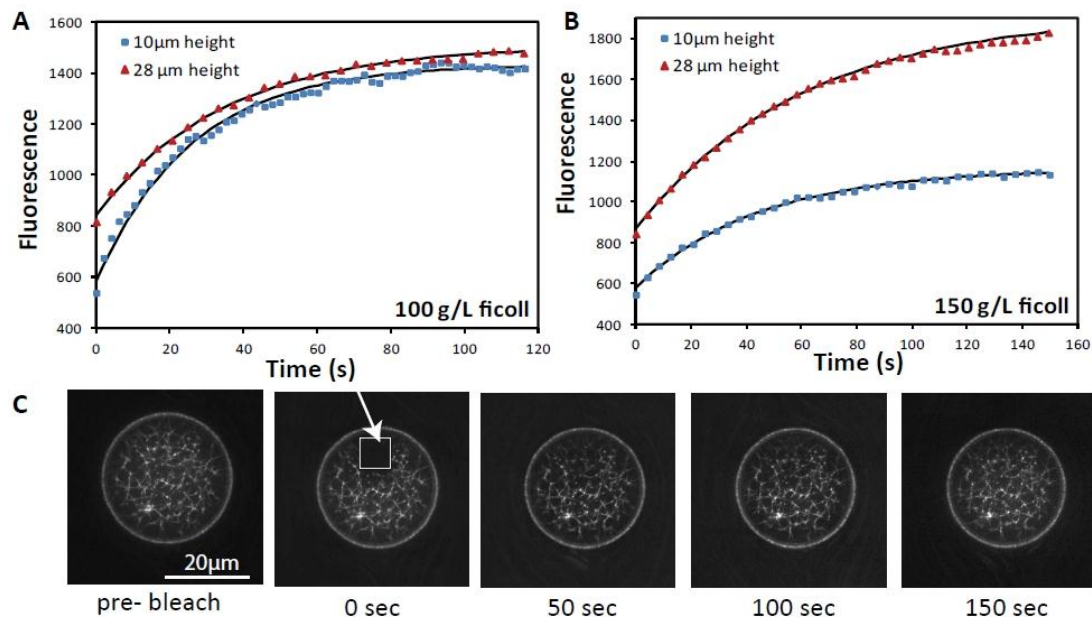 A
1600
1400
1200
1000
800
600
400
Fluorescence
10µm height
28 µm height
100 g/L ficoll
0 20 40 60 80 100 120
Time (s)
B
1800
1600
1400
1200
1000
800
600
400
Fluorescence
10µm height
28 µm height
150 g/L ficoll
0 20 40 60 80 100 120 140 160
Time (s)
C
20µm
pre- bleach 0 sec 50 sec 100 sec 150 sec